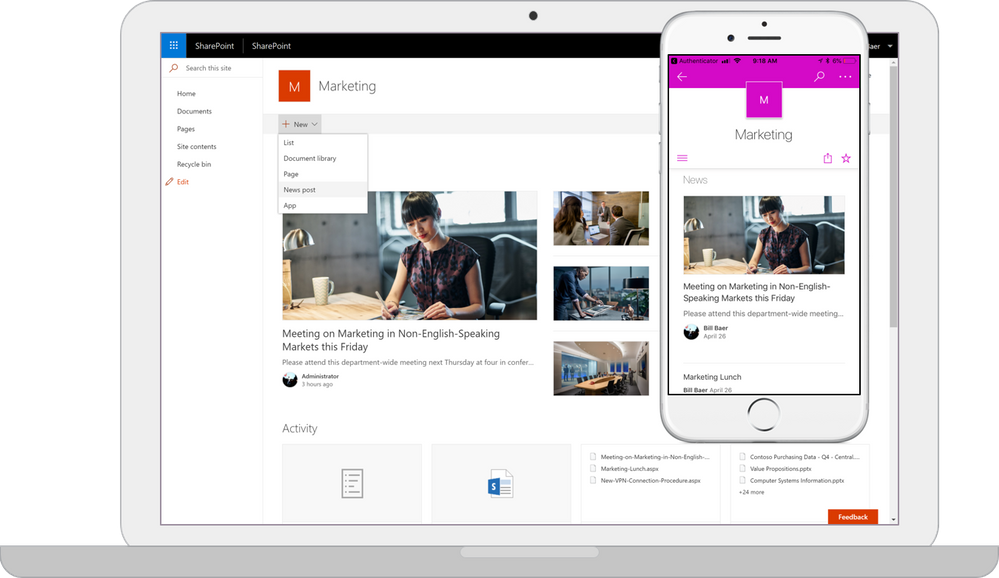 SharePoint
SharePoint
Baer
Search this site
Home
Documents
Pages
Site contents
Recycle bin
Edit
M
Marketing
New
List
Document library
Page
News post
App
Meeting on Marketing in Non-English-Speaking
Markets this Friday
Please attend this department-wide meeting next Thursday at four in confer...
Administrator
3 hours ago
Activity
Meeting-on-Marketing-in-Non-English-...
Marketing-Lunch.aspx
New-VPN-Connection-Procedure.aspx
Contoso Purchasing Data - Q4 - Central....
Value Propositions.pptx
Computer Systems Information.pptx
+24 more
Feedback
Authenticator
9:18 AM
6%
M
Marketing
News
Meeting on Marketing in Non-English-
Speaking Markets this Friday
Please attend this department-wide meeting...
Bill Baer
April 26
Marketing Lunch
Bill Baer April 26